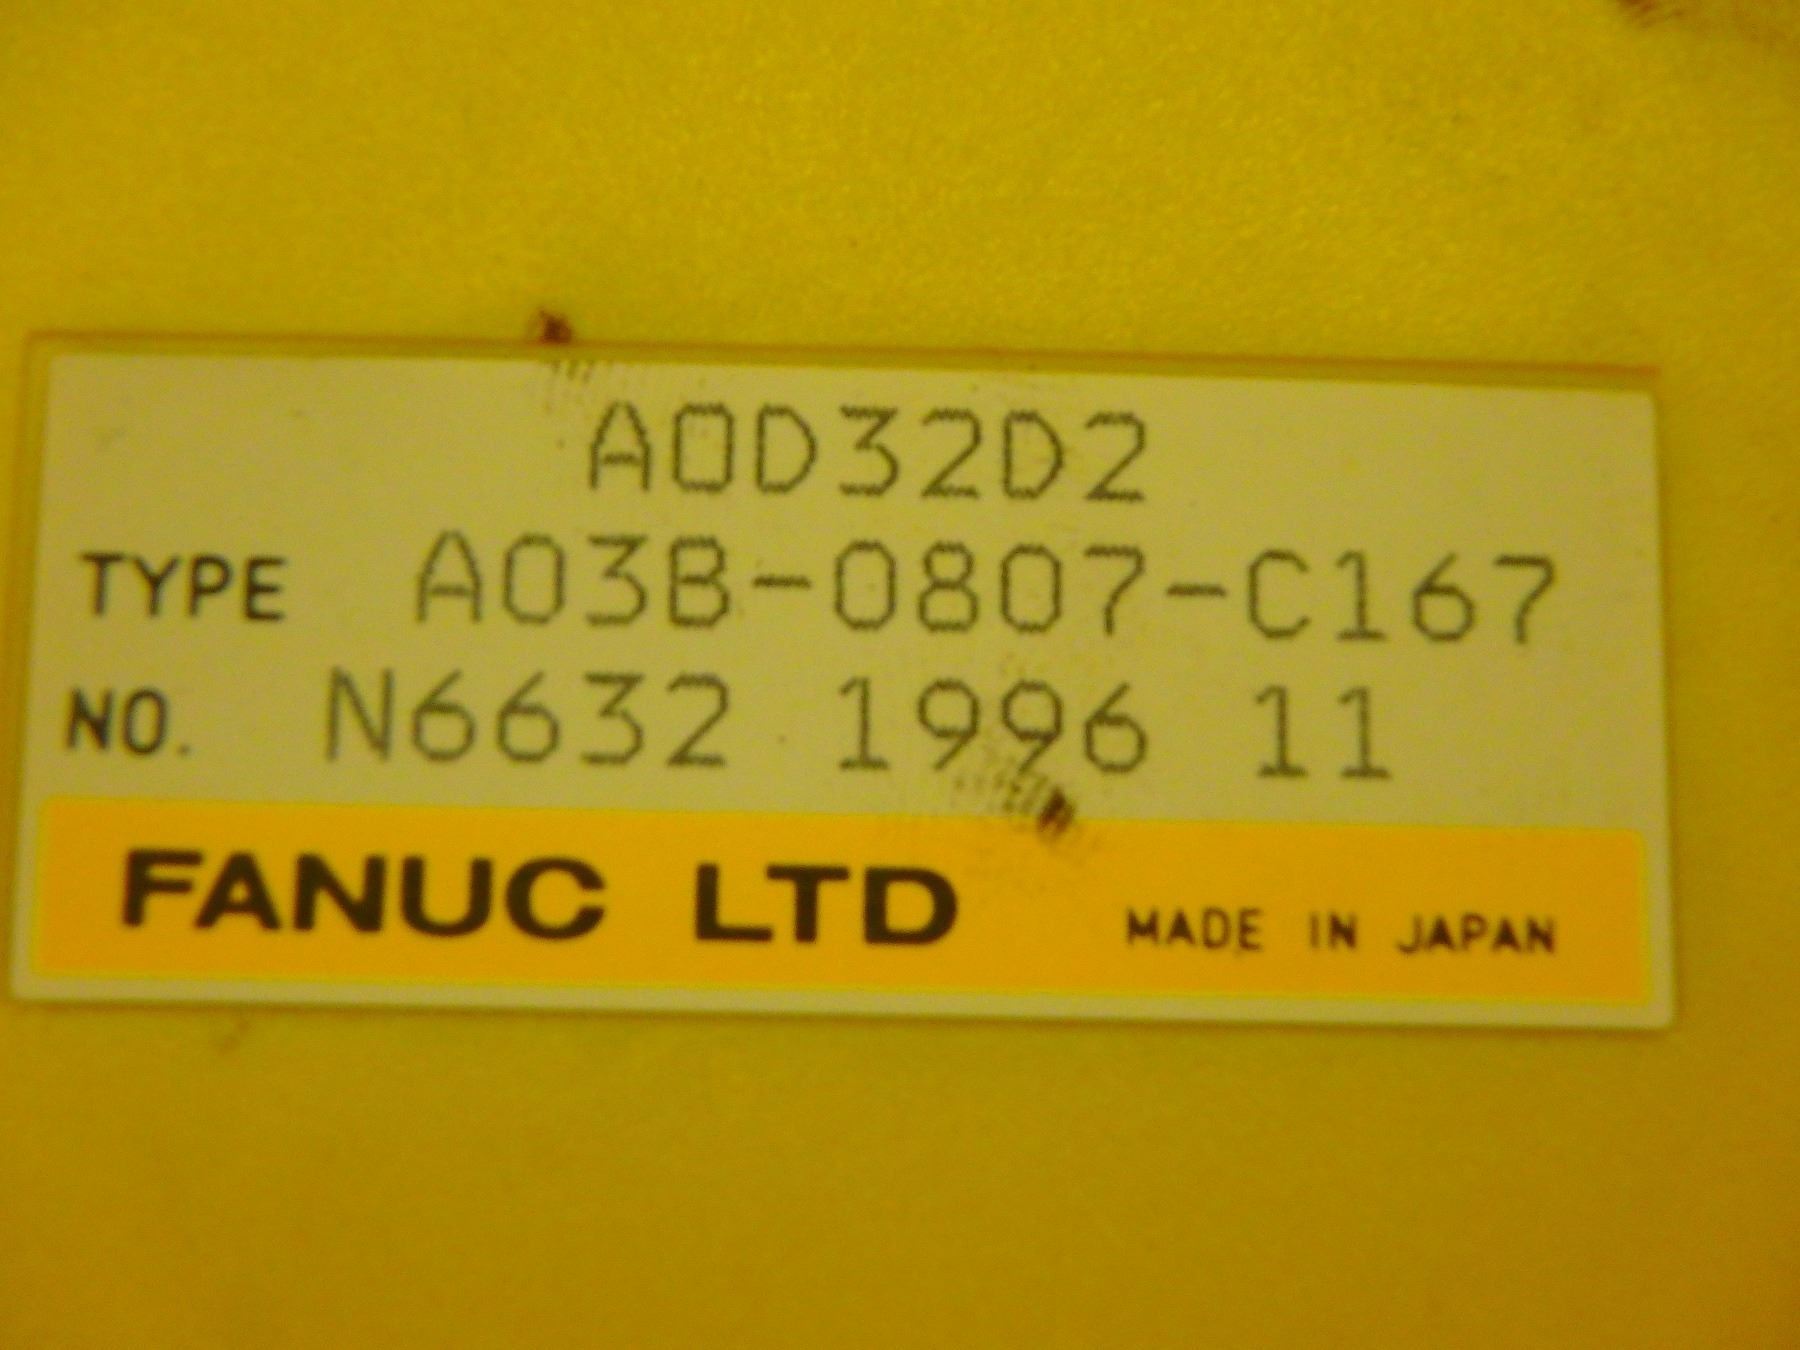 AOD32D2
TYPE A03B-0807-C167
NO. N6632 1996 11
FANUC LTD MADE IN JAPAN